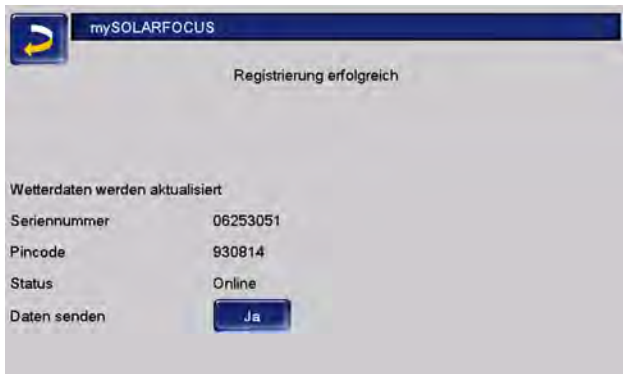 mySOLARFOCUS
Registrierung erfolgreich
Wetterdaten werden aktualisiert
Seriennummer 06253051
Pincode 930814
Status Online
Daten senden Ja